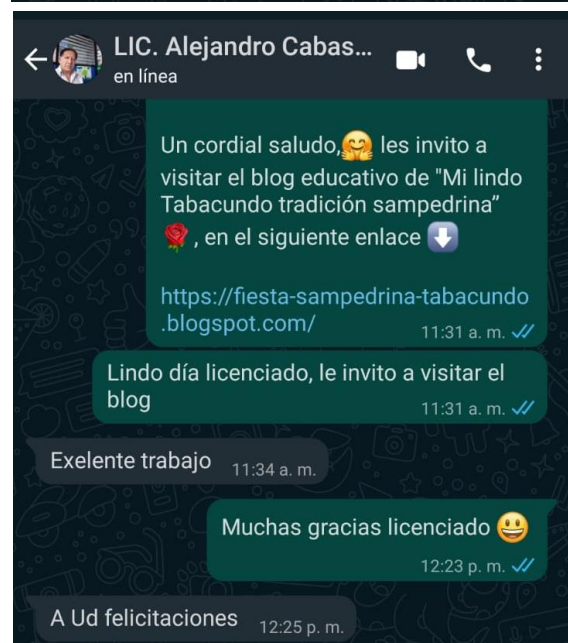 LIC. Alejandro Cabas...
en línea
Un cordial saludo,🤗 les invito a
visitar el blog educativo de "Mi lindo
Tabacundo tradición sampedrina”
🌹, en el siguiente enlace ⬇️
https://fiesta-sampedrina-tabacundo
.blogspot.com/
11:31 a. m.
Lindo día licenciado, le invito a visitar el
blog
11:31 a. m.
Exelente trabajo 11:34 a. m.
Muchas gracias licenciado 😃
12:23 p. m.
A Ud felicitaciones 12:25 p. m.